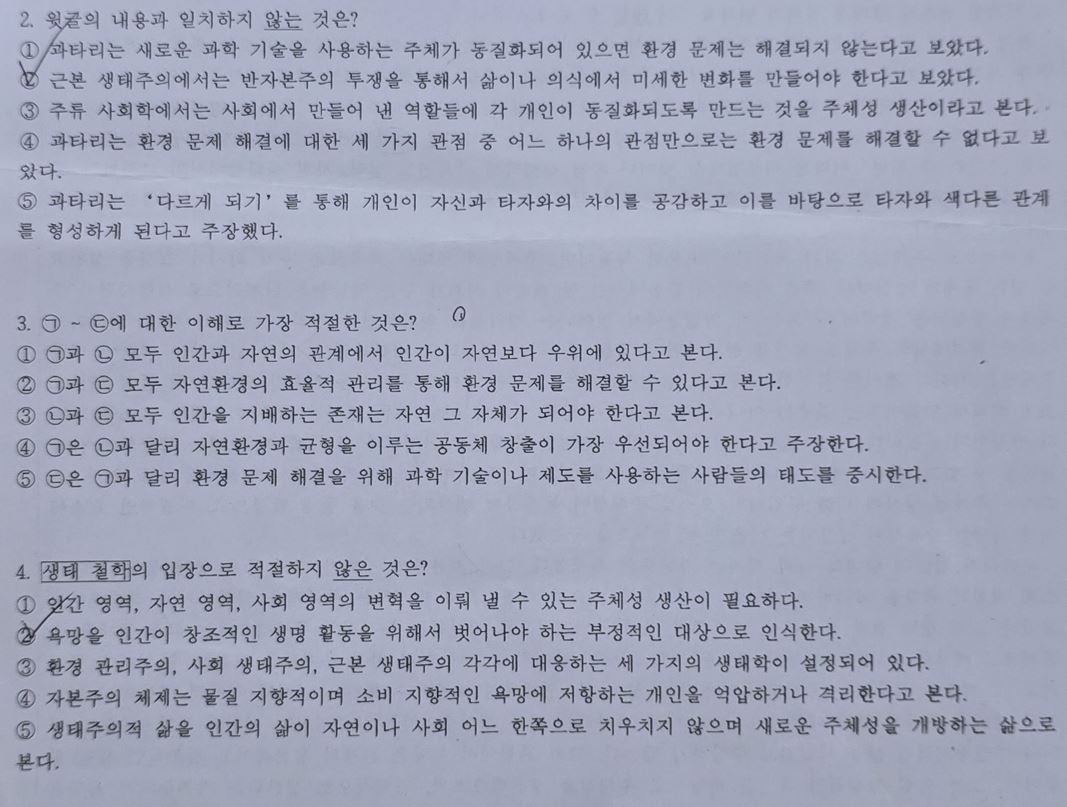 2. 윗글의 내용과 일치하지 않는 것은?
① 과타리는 새로운 과학 기술을 사용하는 주체가 동질화되어 있으면 환경 문제는 해결되지 않는다고 보았다.
② 근본 생태주의에서는 반자본주의 투쟁을 통해서 삶이나 의식에서 미세한 변화를 만들어야 한다고 보았다.
③ 주류 사회학에서는 사회에서 만들어 낸 역할들에 각 개인이 동질화되도록 만드는 것을 주체성 생산이라고 본다.
④ 과타리는 환경 문제 해결에 대한 세 가지 관점 중 어느 하나의 관점만으로는 환경 문제를 해결할 수 없다고 보
았다.
⑤ 과타리는 ‘다르게 되기’를 통해 개인이 자신과 타자와의 차이를 공감하고 이를 바탕으로 타자와 색다른 관계
를 형성하게 된다고 주장했다.
3. ㉠ ~ ㉢에 대한 이해로 가장 적절한 것은?
① ㉠과 ㉡ 모두 인간과 자연의 관계에서 인간이 자연보다 우위에 있다고 본다.
② ㉠과 ㉢ 모두 자연환경의 효율적 관리를 통해 환경 문제를 해결할 수 있다고 본다.
③ ㉡과 ㉢ 모두 인간을 지배하는 존재는 자연 그 자체가 되어야 한다고 본다.
④ ㉠은 ㉡과 달리 자연환경과 균형을 이루는 공동체 창출이 가장 우선되어야 한다고 주장한다.
⑤ ㉢은 ㉠과 달리 환경 문제 해결을 위해 과학 기술이나 제도를 사용하는 사람들의 태도를 중시한다.
4. 생태 철학의 입장으로 적절하지 않은 것은?
① 인간 영역, 자연 영역, 사회 영역의 변혁을 이뤄 낼 수 있는 주체성 생산이 필요하다.
② 욕망을 인간이 창조적인 생명 활동을 위해서 벗어나야 하는 부정적인 대상으로 인식한다.
③ 환경 관리주의, 사회 생태주의, 근본 생태주의 각각에 대응하는 세 가지의 생태학이 설정되어 있다.
④ 자본주의 체제는 물질 지향적이며 소비 지향적인 욕망에 저항하는 개인을 억압하거나 격리한다고 본다.
⑤ 생태주의적 삶을 인간의 삶이 자연이나 사회 어느 한쪽으로 치우치지 않으며 새로운 주체성을 개방하는 삶으로
본다.